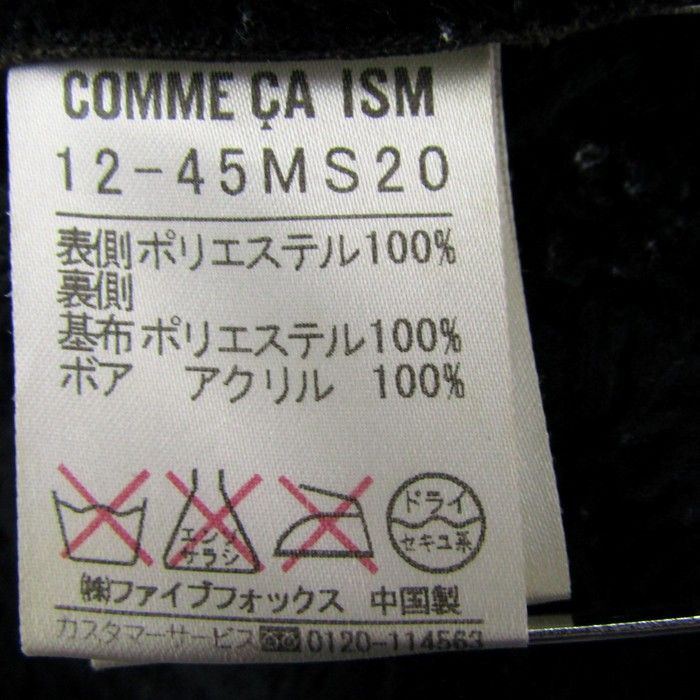 COMME ÇA ISM
12-45MS20
表側ポリエステル100%
裏側
基布ポリエステル100%
ボア アクリル 100%
エンソサラシ
ドライ
セキユ系
㈱ファイブフォックス 中国製
カスタマーサービス 0120-114563